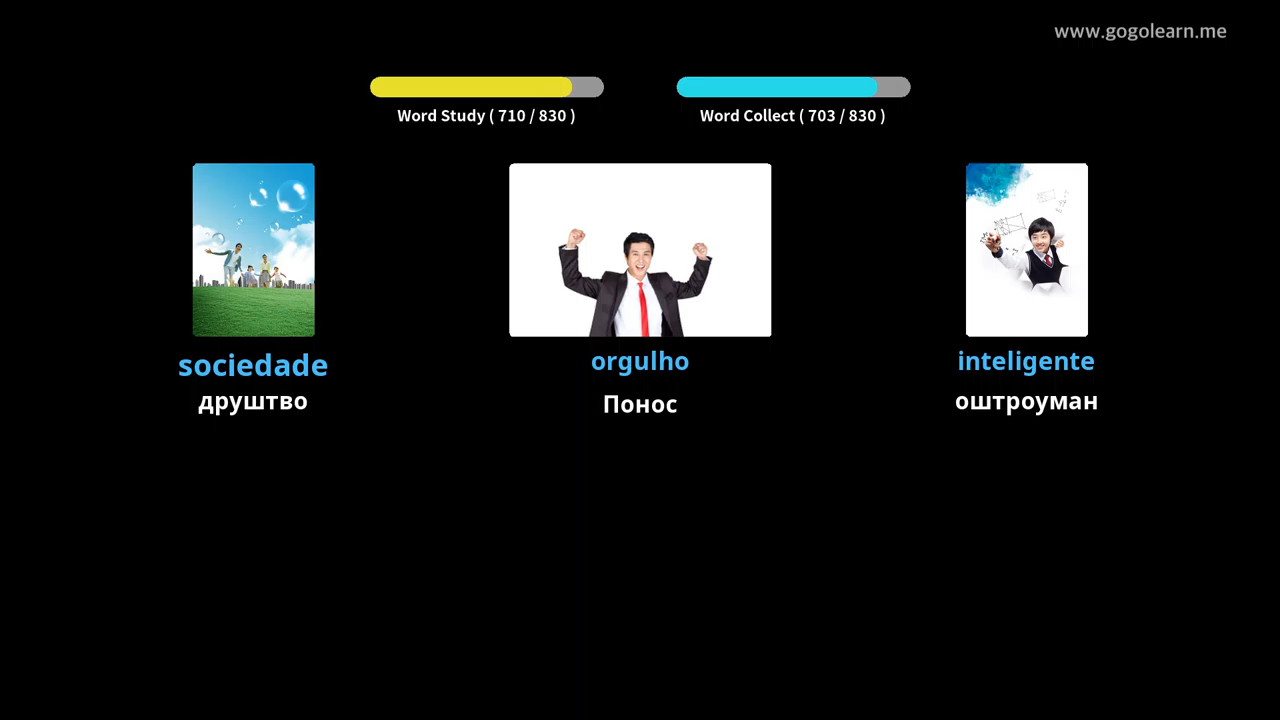 www.gogolearn.me
Word Study ( 710 / 830 )
Word Collect ( 703 / 830 )
sociedade
друштво
orgulho
Понос
inteligente
оштроуман